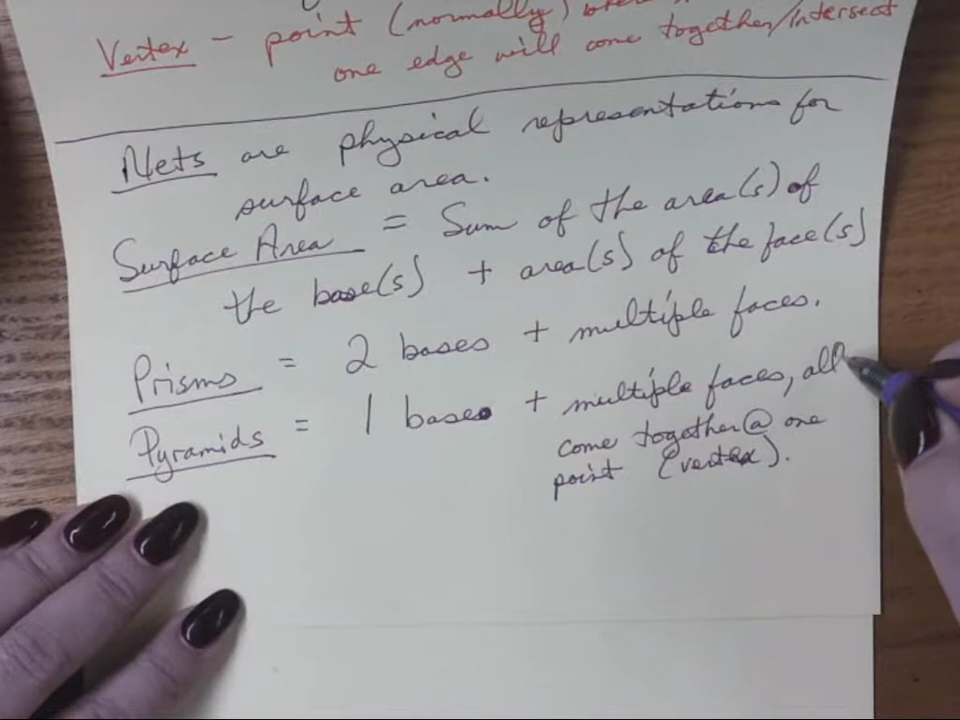 Vertex - point (normally)
one edge will come together/intersect
Nets are physical representations for
surface area.
Surface Area = Sum of the area(s) of
the base(s) + area(s) of the face(s)
Prisms = 2 bases + multiple faces.
Pyramids = 1 base + multiple faces, all
come together @ one
point (vertex).